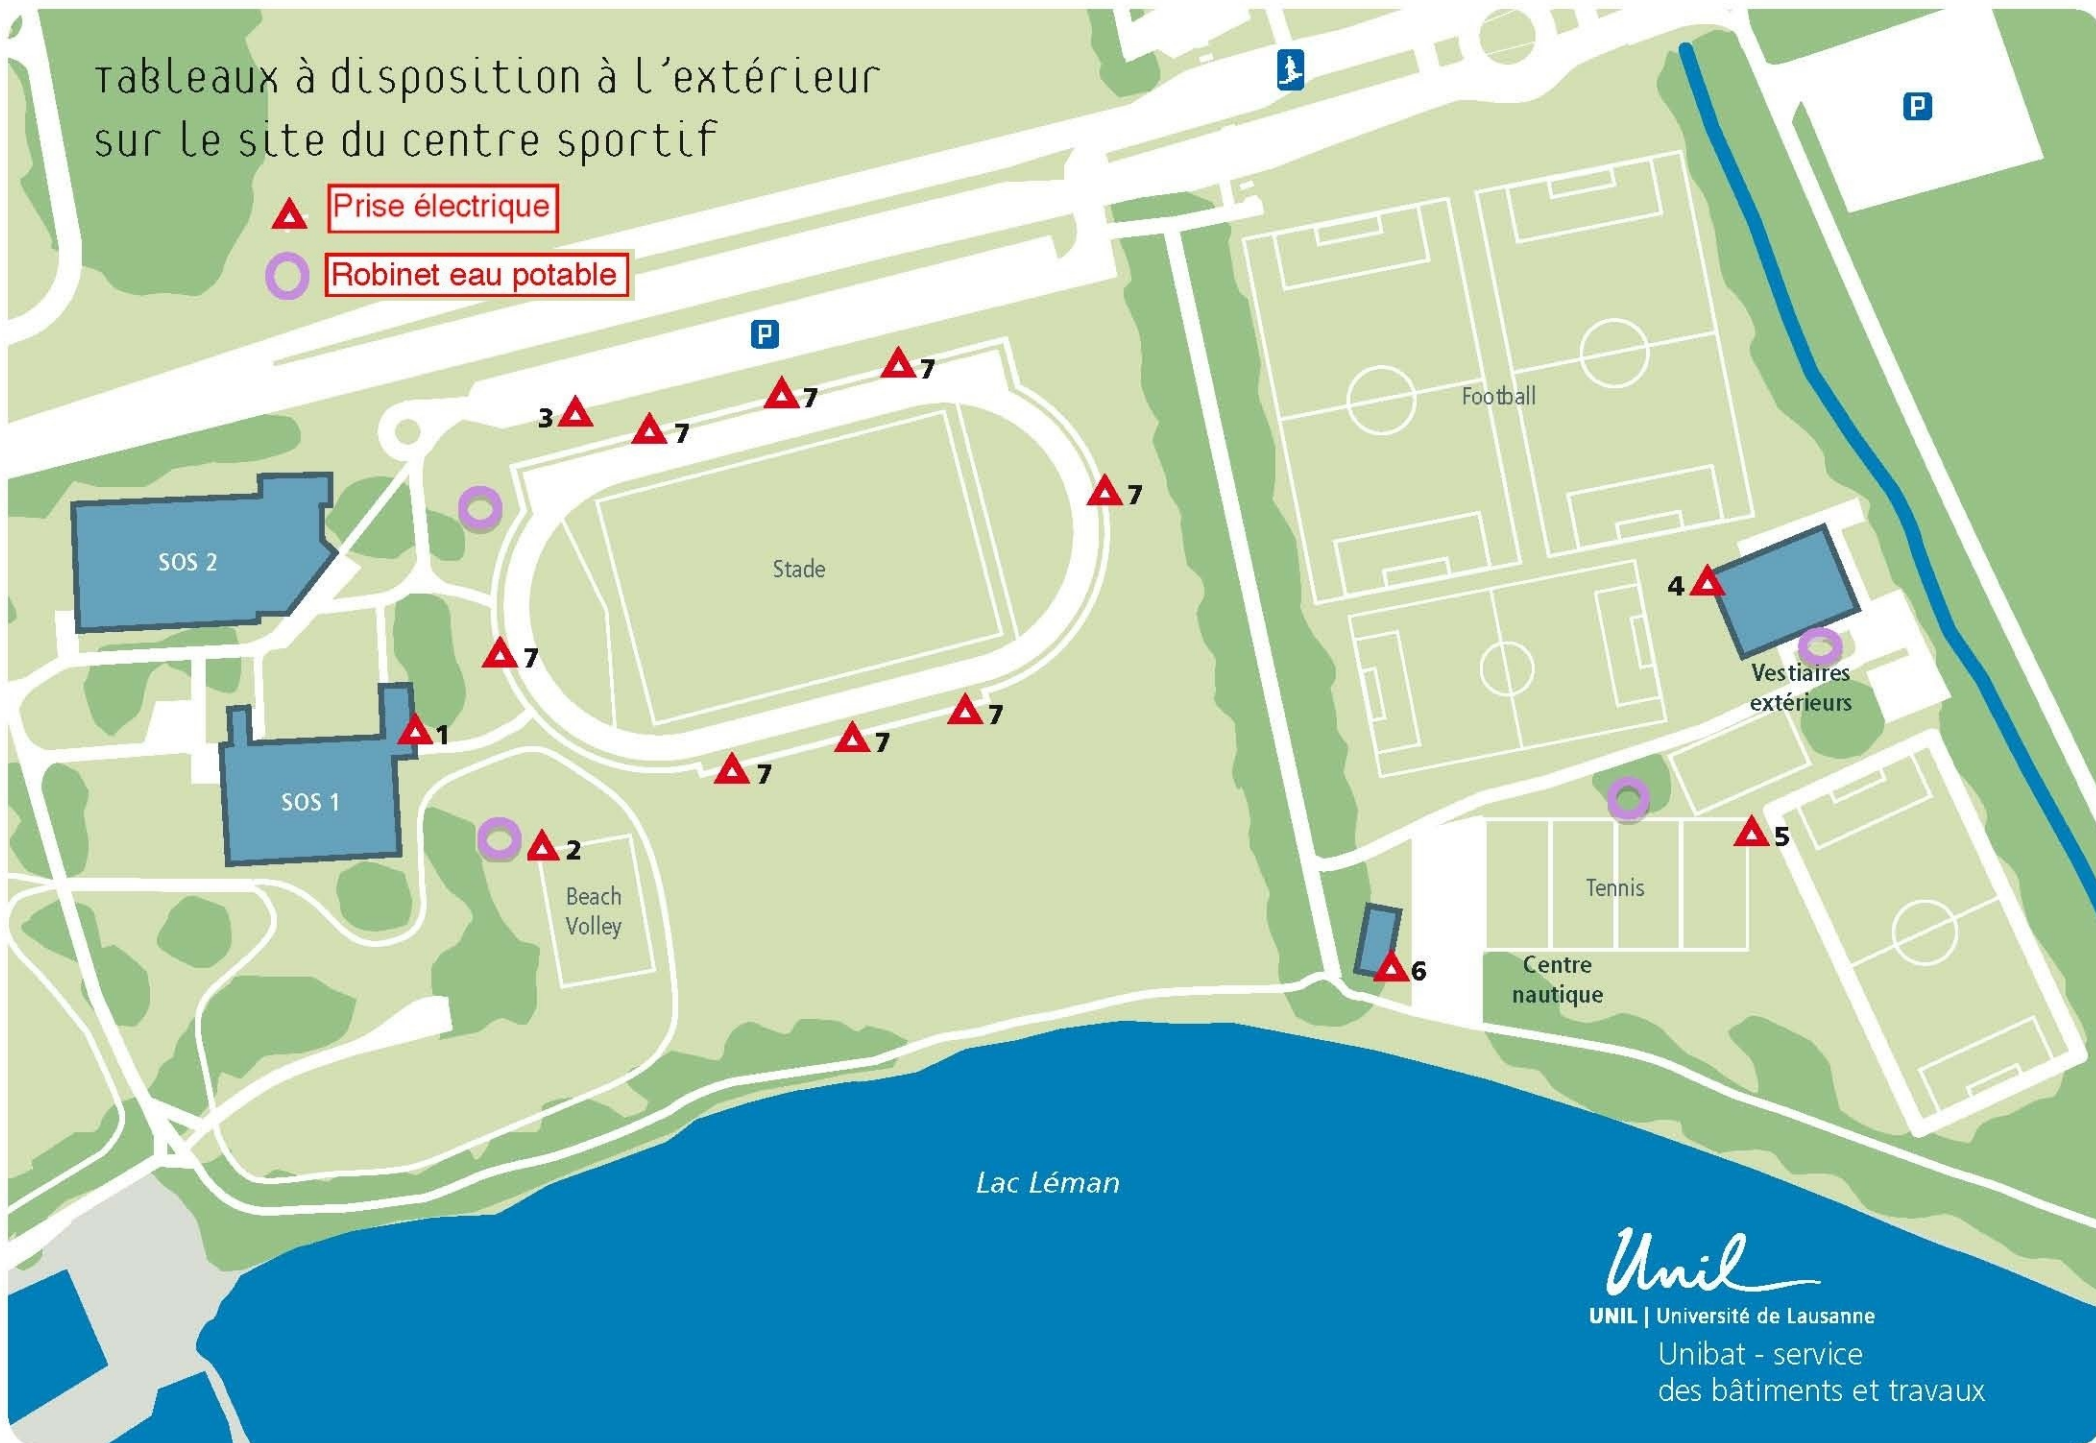 Tableaux à disposition à l'extérieur
sur le site du centre sportif
Prise électrique
Robinet eau potable
P
P
7
7
3
7
7
Football
SOS 2
Stade
4
7
Vestiaires
extérieurs
7
1
7
7
SOS 1
5
2
Beach
Volley
Tennis
6
Centre
nautique
Lac Léman
Unil
UNIL | Université de Lausanne
Unibat - service
des bâtiments et travaux